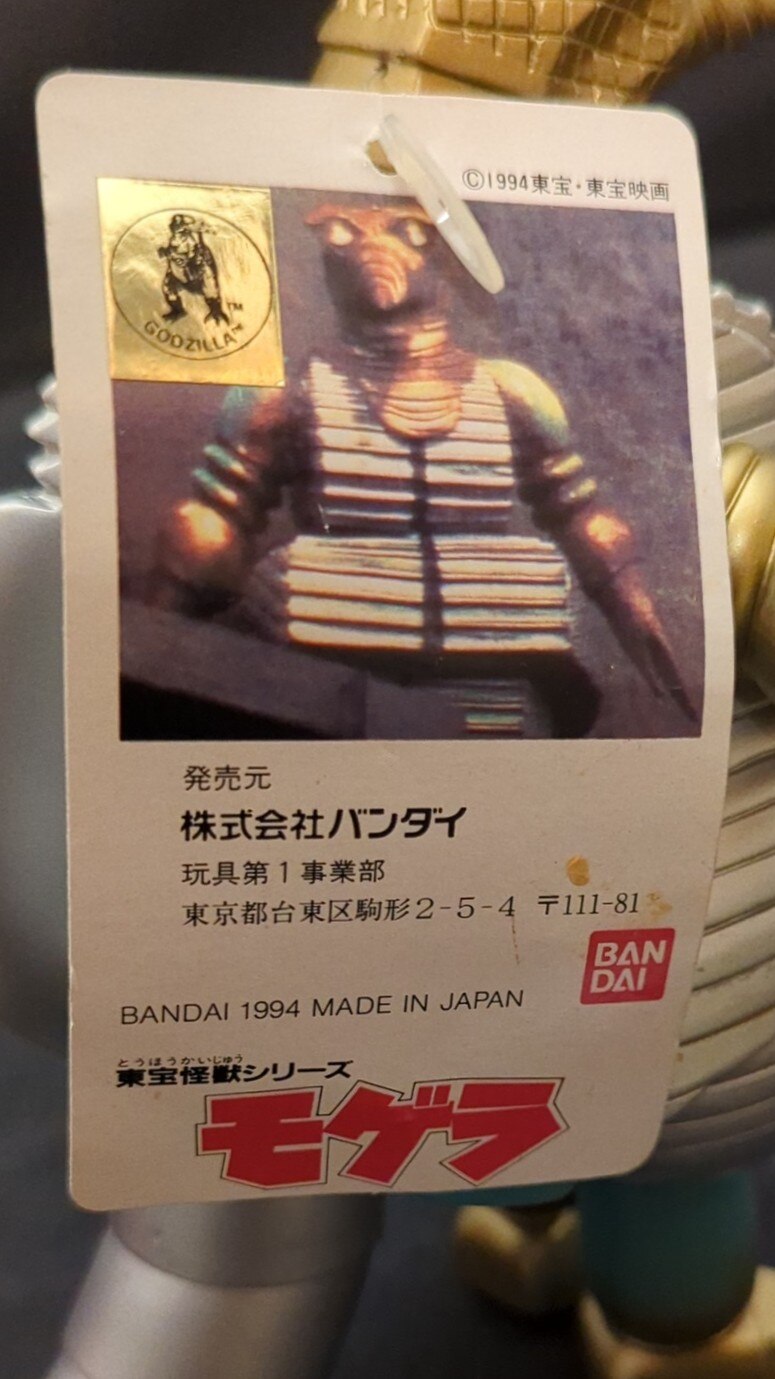 ©1994東宝・東宝映画
GODZILLA™
TM
発売元
株式会社バンダイ
玩具第1事業部
東京都台東区駒形2-5-4 〒111-81
BAN
DAI
BANDAI 1994 MADE IN JAPAN
とうほうかいじゅう
東宝怪獣シリーズ
モゲラ